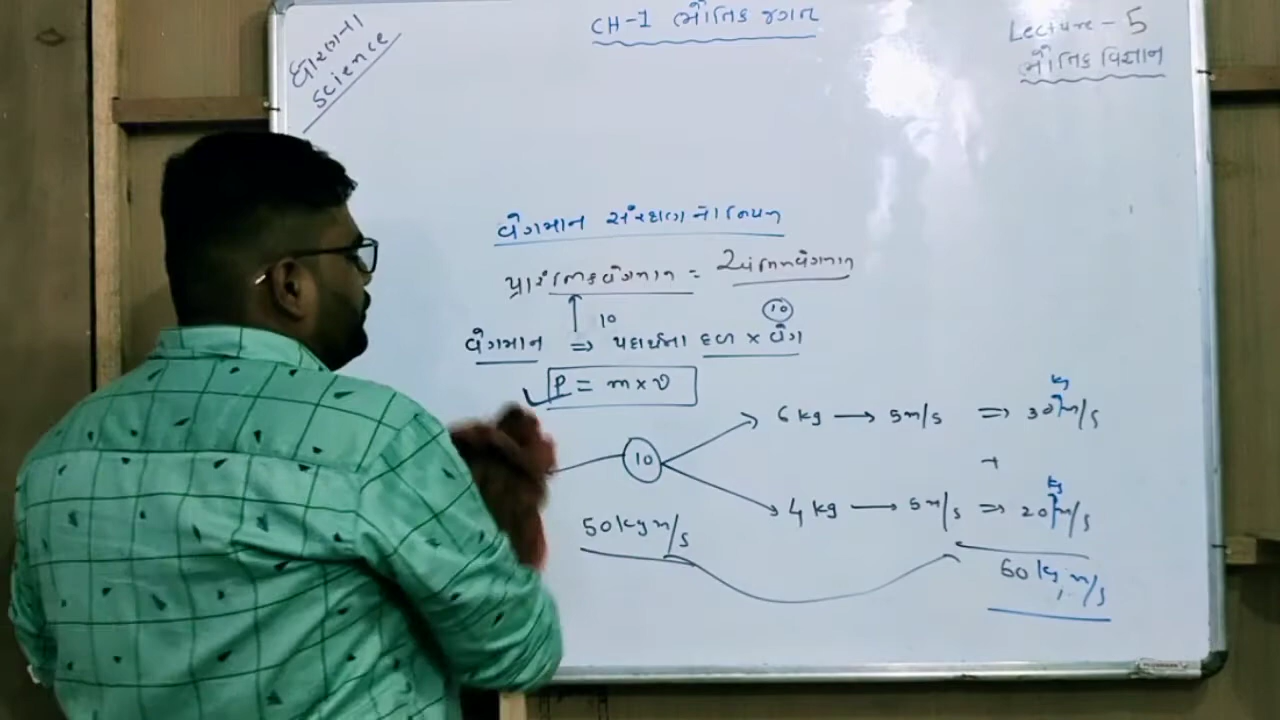 ધારણા
science
CH-1 ભૌતિક જગત
Lecture - 5
ભૌતિક વિજ્ઞાન
વેગમાન સંરક્ષણનો નિયમ
પ્રારંભિક વેગમાન = અંતિમ વેગમાન
10
10
વેગમાન ⇒ પદાર્થના દળ × વેગ
P = m × v
10
6 kg → 5 m/s ⇒ 30 kg m/s
+
4 kg → 5 m/s ⇒ 20 kg m/s
50 kg m/s
60 kg m/s